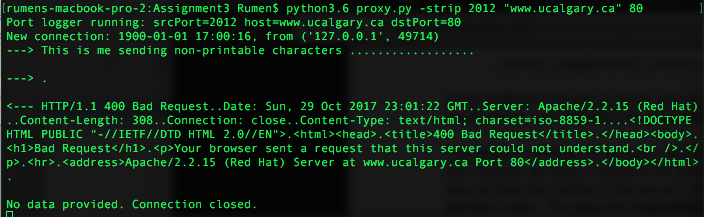 [rumens-macbook-pro-2:Assignment3 Rumen$ python3.6 proxy.py -strip 2012 "www.ucalgary.ca" 80
Port logger running: srcPort=2012 host=www.ucalgary.ca dstPort=80
New connection: 1900-01-01 17:00:16, from ('127.0.0.1', 49714)
---> This is me sending non-printable characters ..................
---> .
<--- HTTP/1.1 400 Bad Request..Date: Sun, 29 Oct 2017 23:01:22 GMT..Server: Apache/2.2.15 (Red Hat)
..Content-Length: 308..Connection: close..Content-Type: text/html; charset=iso-8859-1....<!DOCTYPE
HTML PUBLIC "-//IETF//DTD HTML 2.0//EN">.<html><head>.<title>400 Bad Request</title>.</head><body>.
<h1>Bad Request</h1>.<p>Your browser sent a request that this server could not understand.<br />.</
p>.<hr>.<address>Apache/2.2.15 (Red Hat) Server at www.ucalgary.ca Port 80</address>.</body></html>
.
No data provided. Connection closed.